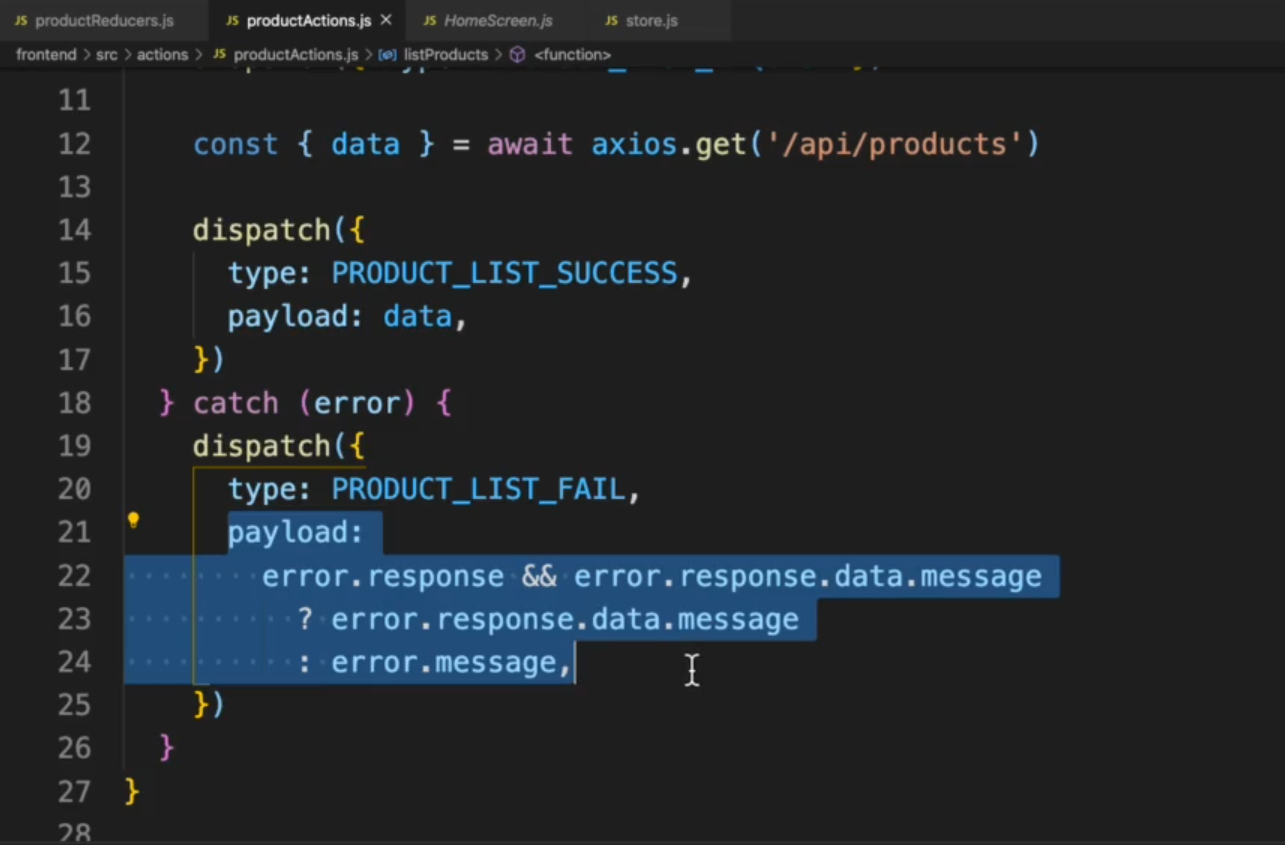 JS productReducers.js JS productActions.js × JS HomeScreen.js JS store.js
frontend > src > actions > JS productActions.js > listProducts > <function>
11
12 const { data } = await axios.get('/api/products')
13
14 dispatch({
15 type: PRODUCT_LIST_SUCCESS,
16 payload: data,
17 })
18 } catch (error) {
19 dispatch({
20 type: PRODUCT_LIST_FAIL,
21 payload:
22 error.response && error.response.data.message
23 ? error.response.data.message
24 : error.message,
25 })
26 }
27 }
28